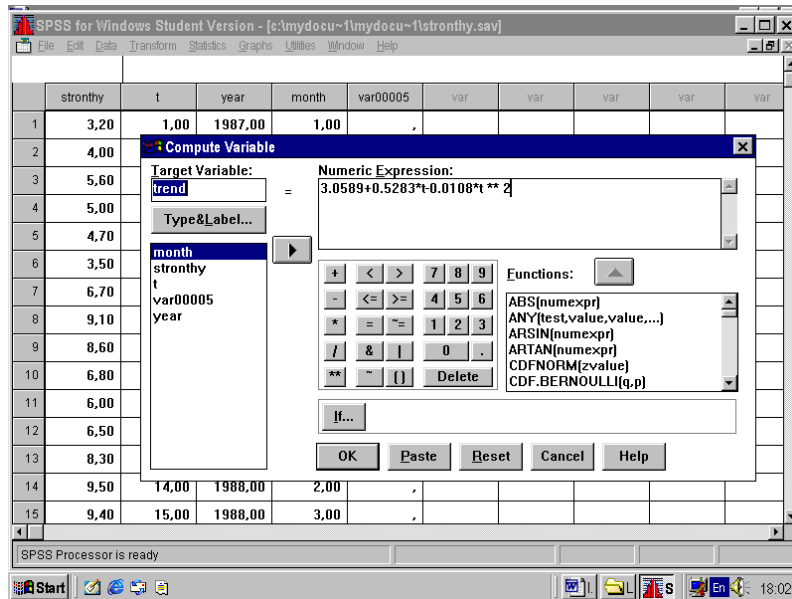 SPSS for Windows Student Version - [c:\mydocu~1\mydocu~1\stronthy.sav]
File Edit Data Transform Statistics Graphs Utilities Window Help
stronthy t year month var00005 var var var var var
1 3,20 1,00 1987,00 1,00 ,
2 4,00
3 5,60
4 5,00
5 4,70
6 3,50
7 6,70
8 9,10
9 8,60
10 6,80
11 6,00
12 6,50
13 8,30
14 9,50 14,00 1988,00 2,00 ,
15 9,40 15,00 1988,00 3,00 ,
Compute Variable
Target Variable:
trend
=
Numeric Expression:
3.0589+0.5283*t-0.0108*t ** 2
Type&Label...
month
stronthy
t
var00005
year
+ < > 7 8 9
- <= >= 4 5 6
* = ~= 1 2 3
/ & | 0 .
** ~ () Delete
Functions:
ABS(numexpr)
ANY(test,value,value,...)
ARSIN(numexpr)
ARTAN(numexpr)
CDFNORM(zvalue)
CDF.BERNOULLI(q,p)
If...
OK Paste Reset Cancel Help
SPSS Processor is ready
Start I. L S En 18:02